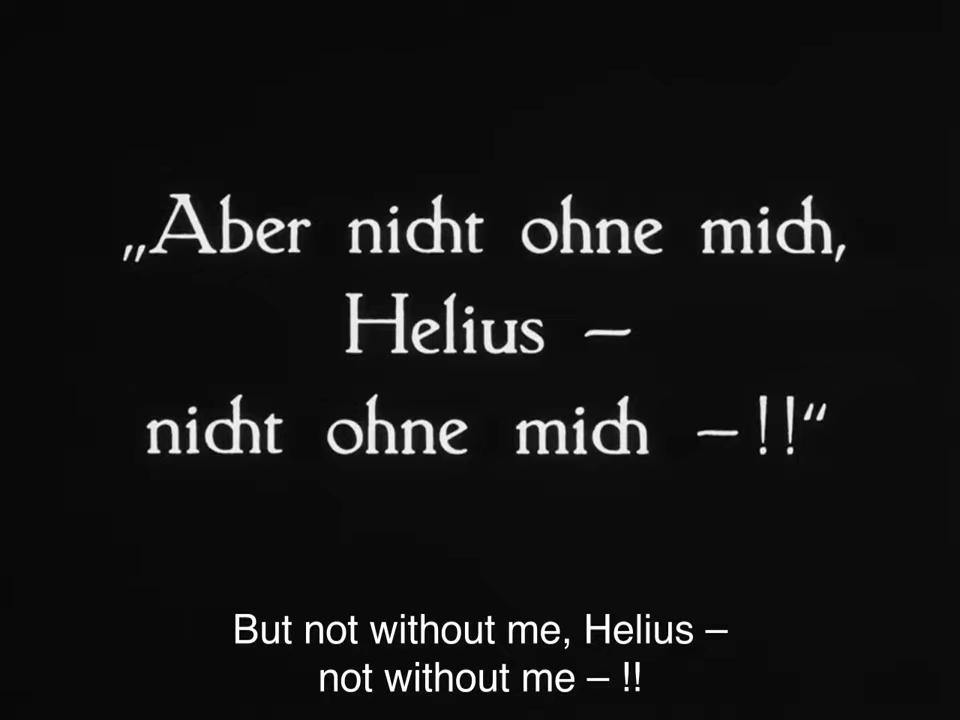 „Aber nicht ohne mich,
Helius –
nicht ohne mich – !!“
But not without me, Helius –
not without me – !!